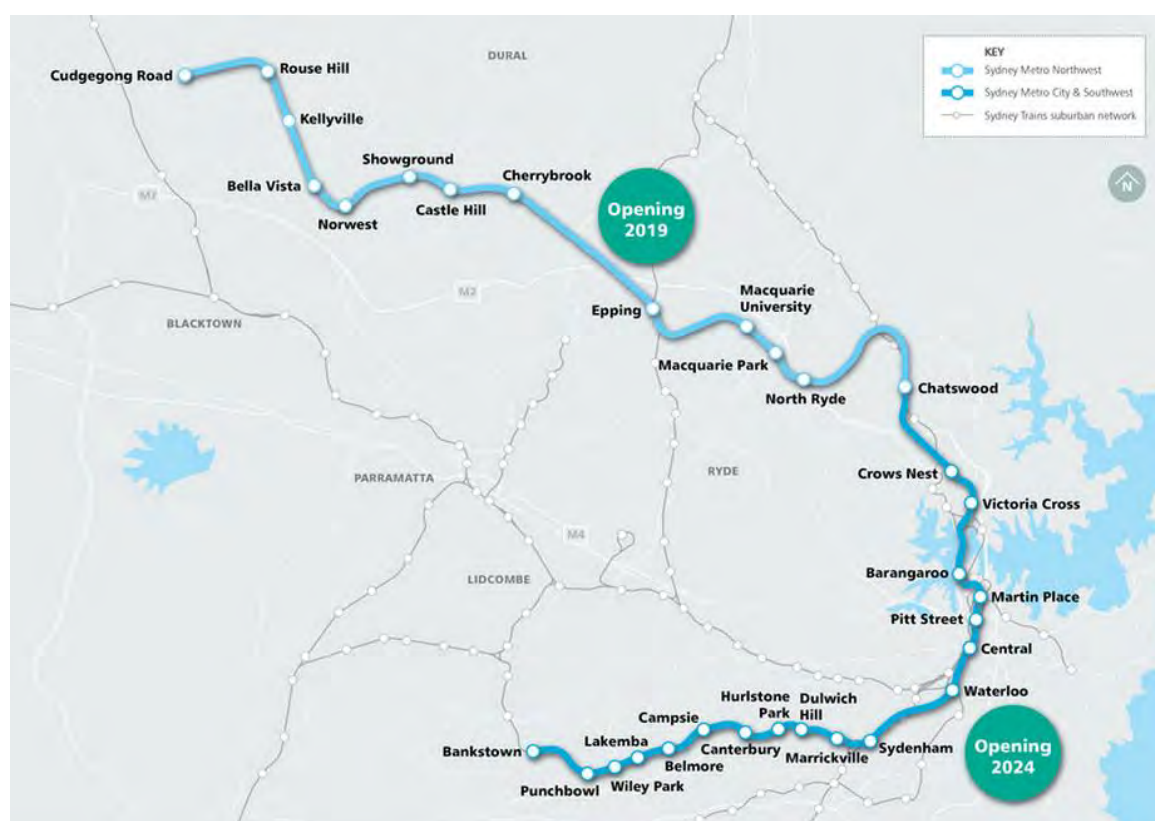 KEY
Sydney Metro Northwest
Sydney Metro City & Southwest
Sydney Trains suburban network
N
DURAL
Cudgegong Road
Rouse Hill
Kellyville
Bella Vista
Norwest
Showground
Castle Hill
Cherrybrook
Opening
2019
M7
M2
BLACKTOWN
Epping
Macquarie
University
Macquarie Park
North Ryde
Chatswood
PARRAMATTA
RYDE
Crows Nest
Victoria Cross
M4
LIDCOMBE
Barangaroo
Martin Place
Pitt Street
Central
Waterloo
Sydenham
Marrickville
Dulwich
Hill
Hurlstone
Park
Canterbury
Campsie
Belmore
Lakemba
Wiley Park
Punchbowl
Bankstown
Opening
2024